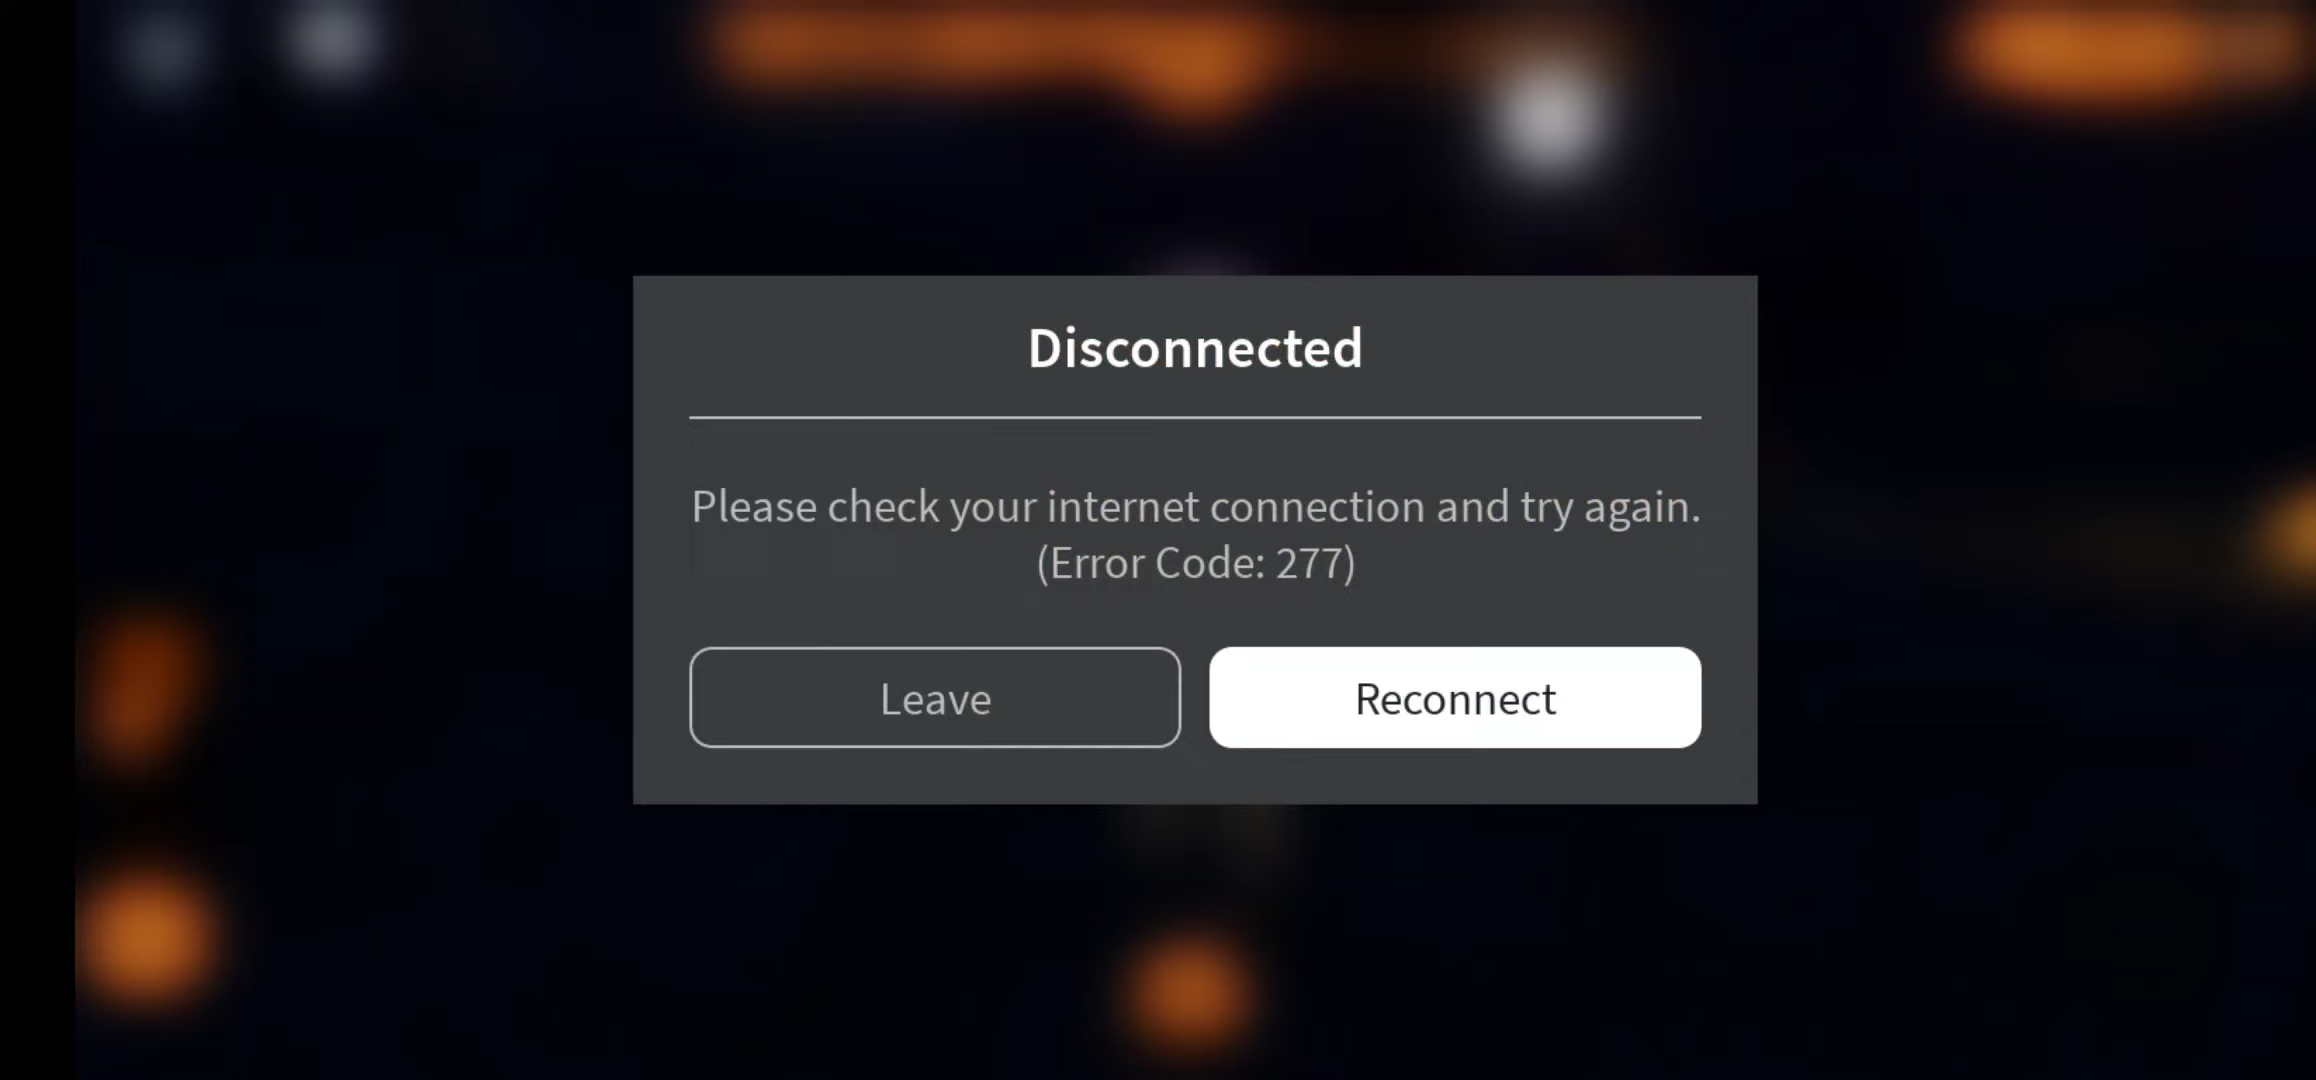 Disconnected
Please check your internet connection and try again.
(Error Code: 277)
Leave
Reconnect